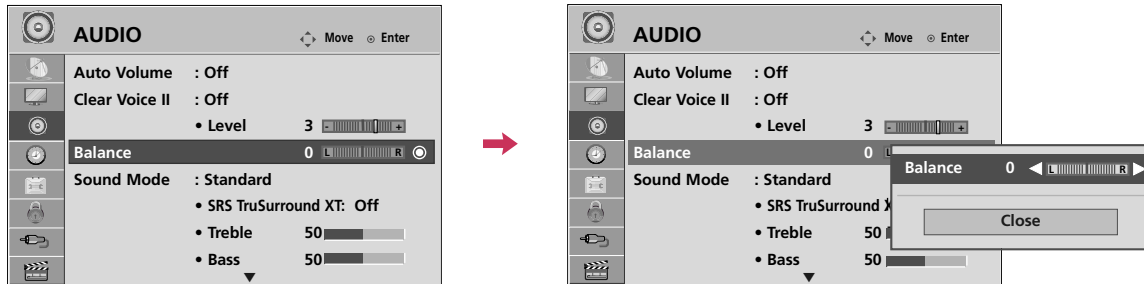 AUDIO Move Enter
Auto Volume : Off
Clear Voice II : Off
• Level 3 - +
Balance 0 L R
Sound Mode : Standard
• SRS TruSurround XT: Off
• Treble 50
• Bass 50
AUDIO Move Enter
Auto Volume : Off
Clear Voice II : Off
• Level 3 - +
Balance 0 L
Sound Mode : Standard
• SRS TruSurround
• Treble 50
• Bass 50
Balance 0 L R
Close